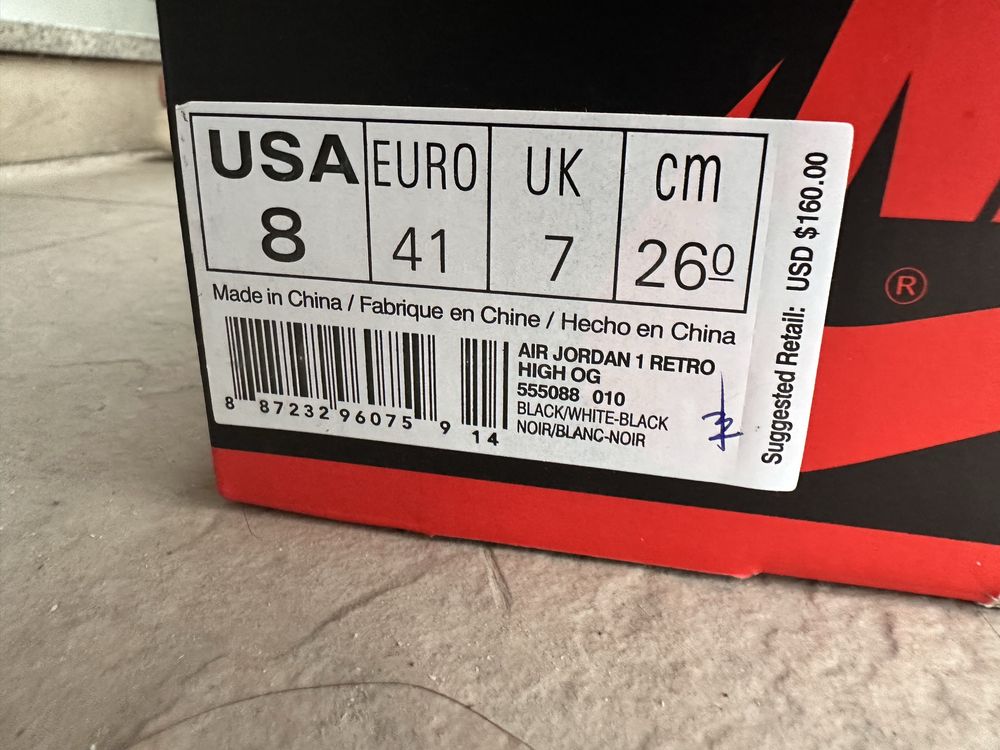 USA EURO UK cm
8 41 7 26⁰
Made in China / Fabrique en Chine / Hecho en China
AIR JORDAN 1 RETRO
HIGH OG
555088 010
BLACK/WHITE-BLACK
NOIR/BLANC-NOIR
8 87232 96075 9 14
Suggested Retail: USD $160.00
®